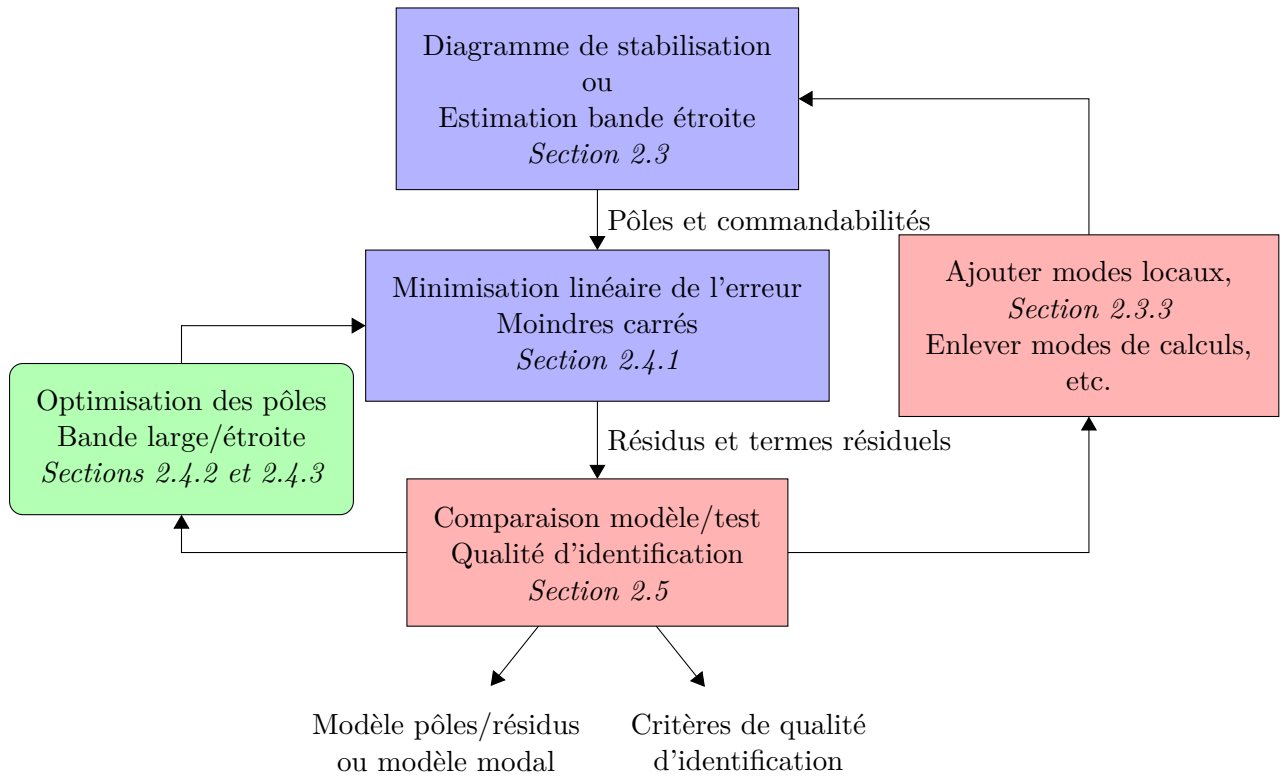 Diagramme de stabilisation
ou
Estimation bande étroite
Section 2.3
Pôles et commandabilités
Minimisation linéaire de l'erreur
Moindres carrés
Section 2.4.1
Ajouter modes locaux,
Section 2.3.3
Enlever modes de calculs,
etc.
Optimisation des pôles
Bande large/étroite
Sections 2.4.2 et 2.4.3
Résidus et termes résiduels
Comparaison modèle/test
Qualité d'identification
Section 2.5
Modèle pôles/résidus
ou modèle modal
Critères de qualité
d'identification